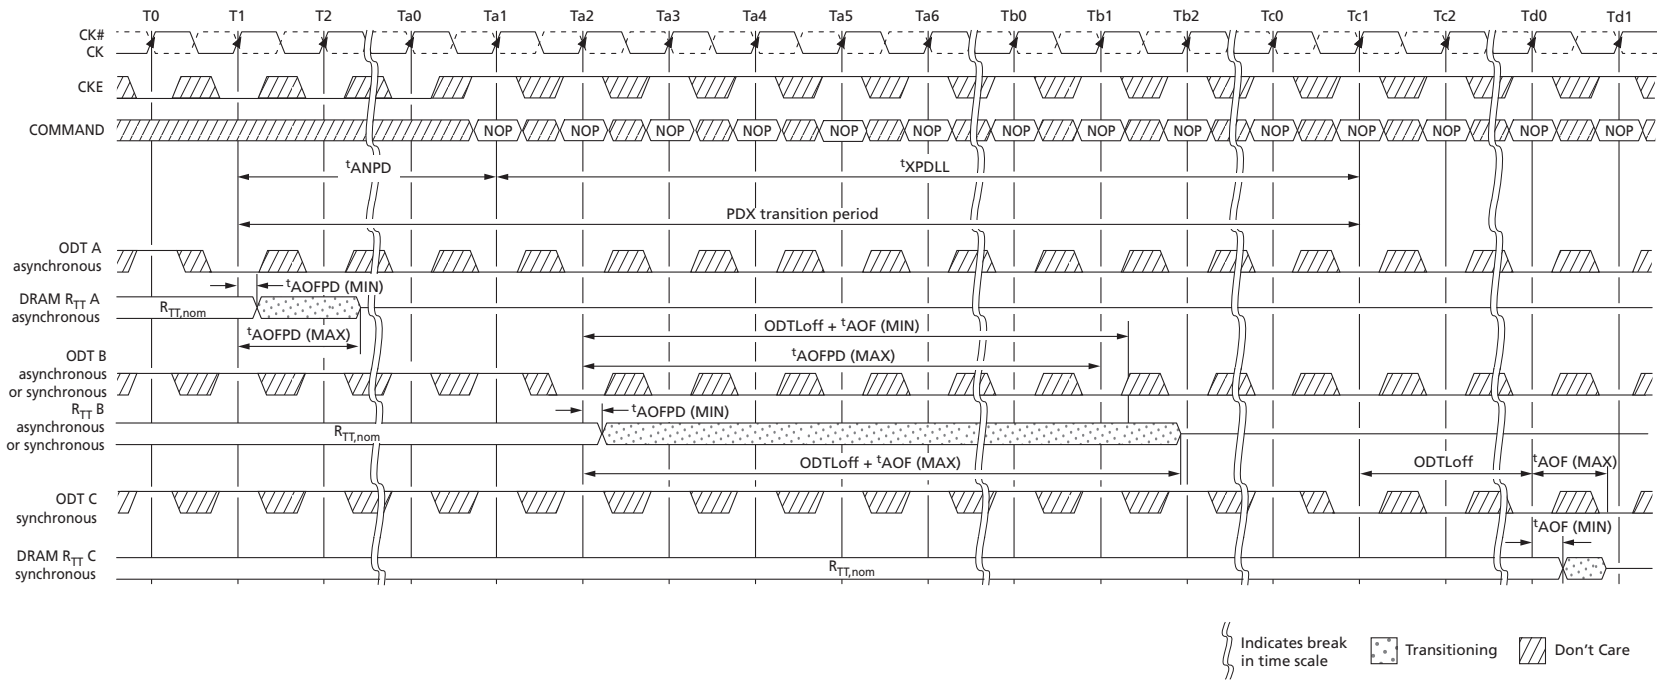 T0 T1 T2 Ta0 Ta1 Ta2 Ta3 Ta4 Ta5 Ta6 Tb0 Tb1 Tb2 Tc0 Tc1 Tc2 Td0 Td1
CK#
CK
CKE
COMMAND
NOP NOP NOP NOP NOP NOP NOP NOP NOP NOP NOP NOP NOP NOP
tANPD
tXPDLL
PDX transition period
ODT A
asynchronous
tAOFPD (MIN)
DRAM RTT A
asynchronous
RTT,nom
tAOFPD (MAX)
ODTLoff + tAOF (MIN)
tAOFPD (MAX)
ODT B
asynchronous
or synchronous
tAOFPD (MIN)
RTT B
asynchronous
or synchronous
RTT,nom
ODTLoff + tAOF (MAX)
ODTLoff
tAOF (MAX)
ODT C
synchronous
tAOF (MIN)
DRAM RTT C
synchronous
RTT,nom
Indicates break
in time scale
Transitioning
Don't Care